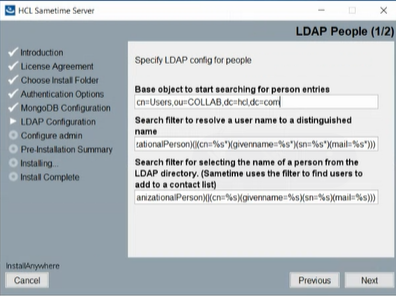 HCL Sametime Server
LDAP People (1/2)
Introduction
License Agreement
Choose Install Folder
Authentication Options
MongoDB Configuration
LDAP Configuration
Configure admin
Pre-Installation Summary
Installing...
Install Complete
Specify LDAP config for people
Base object to start searching for person entries
cn=Users,ou=COLLAB,dc=hcl,dc=com
Search filter to resolve a user name to a distinguished
name
tationalPerson)(|(cn=%s*)(givenname=%s*)(sn=%s*)(mail=%s*)))
Search filter for selecting the name of a person from the
LDAP directory. (Sametime uses the filter to find users to
add to a contact list)
anizationalPerson)(|(cn=%s)(givenname=%s)(sn=%s)(mail=%s)))
InstallAnywhere
Cancel
Previous
Next